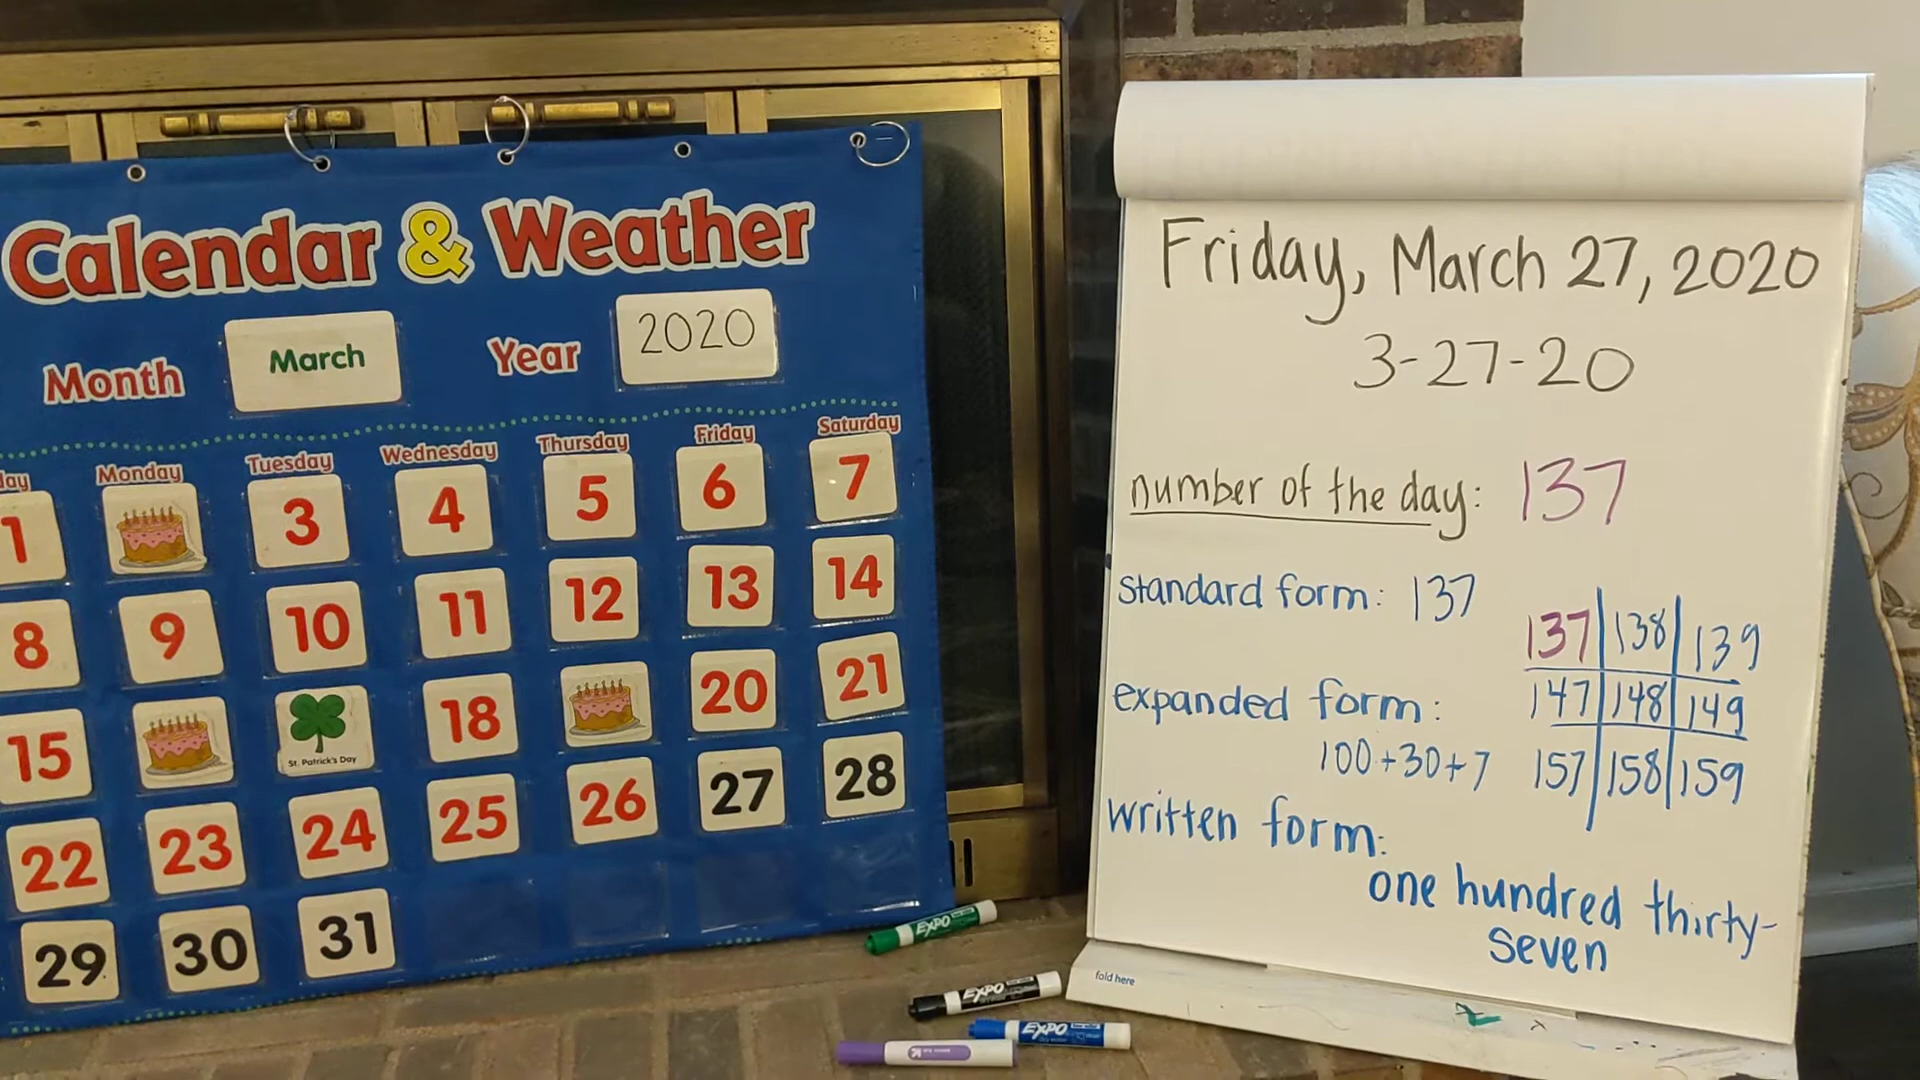 Calendar & Weather
Month March Year 2020
Monday Tuesday Wednesday Thursday Friday Saturday
1 3 4 5 6 7
8 9 10 11 12 13 14
15 St. Patrick's Day 18 20 21
22 23 24 25 26 27 28
29 30 31
EXPO
EXPO
EXPO
Friday, March 27, 2020
3-27-20
number of the day: 137
standard form: 137
137 138 139
147 148 149
157 158 159
expanded form:
100+30+7
written form:
one hundred thirty-
seven
fold here